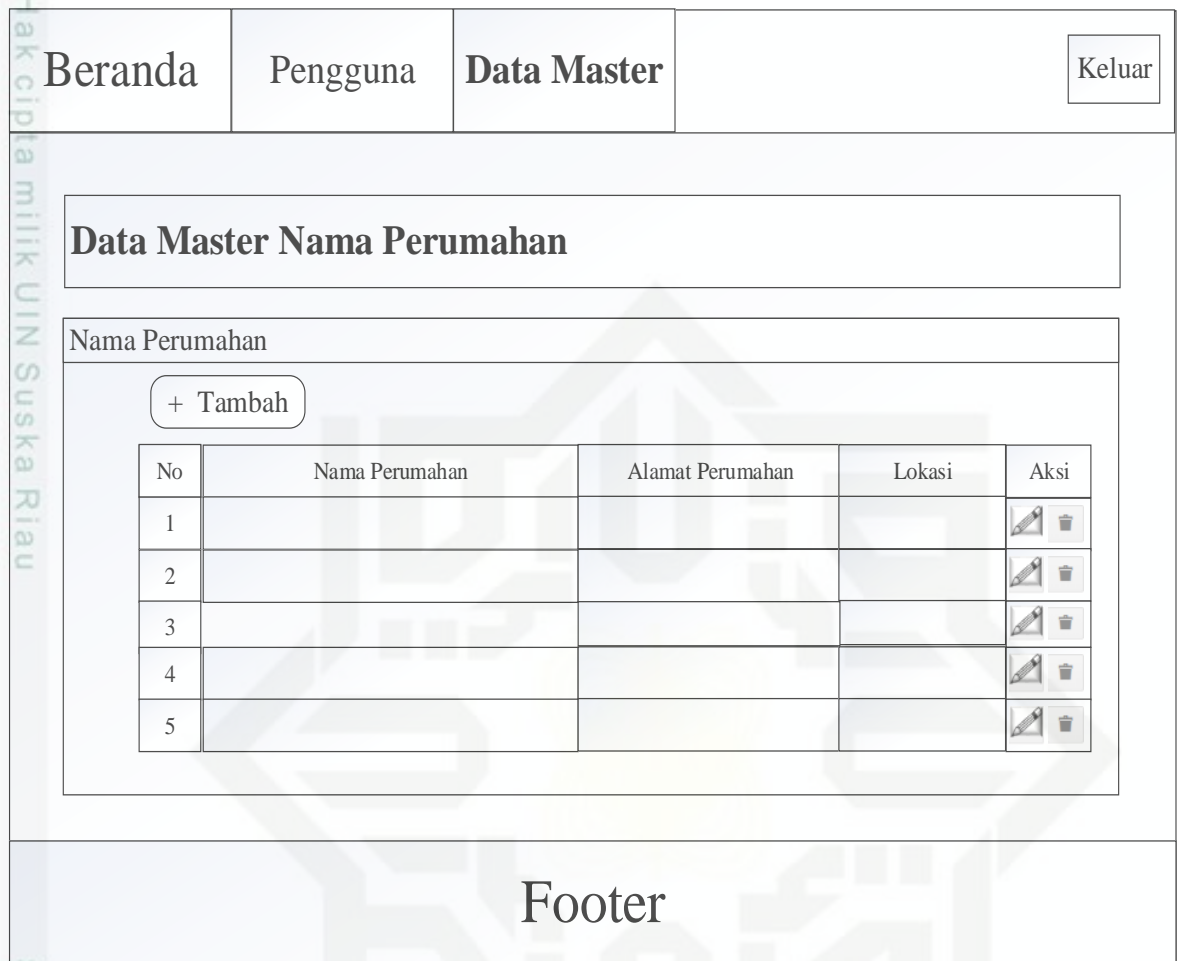 Hak cipta milik UIN Suska Riau
Beranda Pengguna Data Master Keluar
Data Master Nama Perumahan
Nama Perumahan
+ Tambah
No Nama Perumahan Alamat Perumahan Lokasi Aksi
1
2
3
4
5
Footer